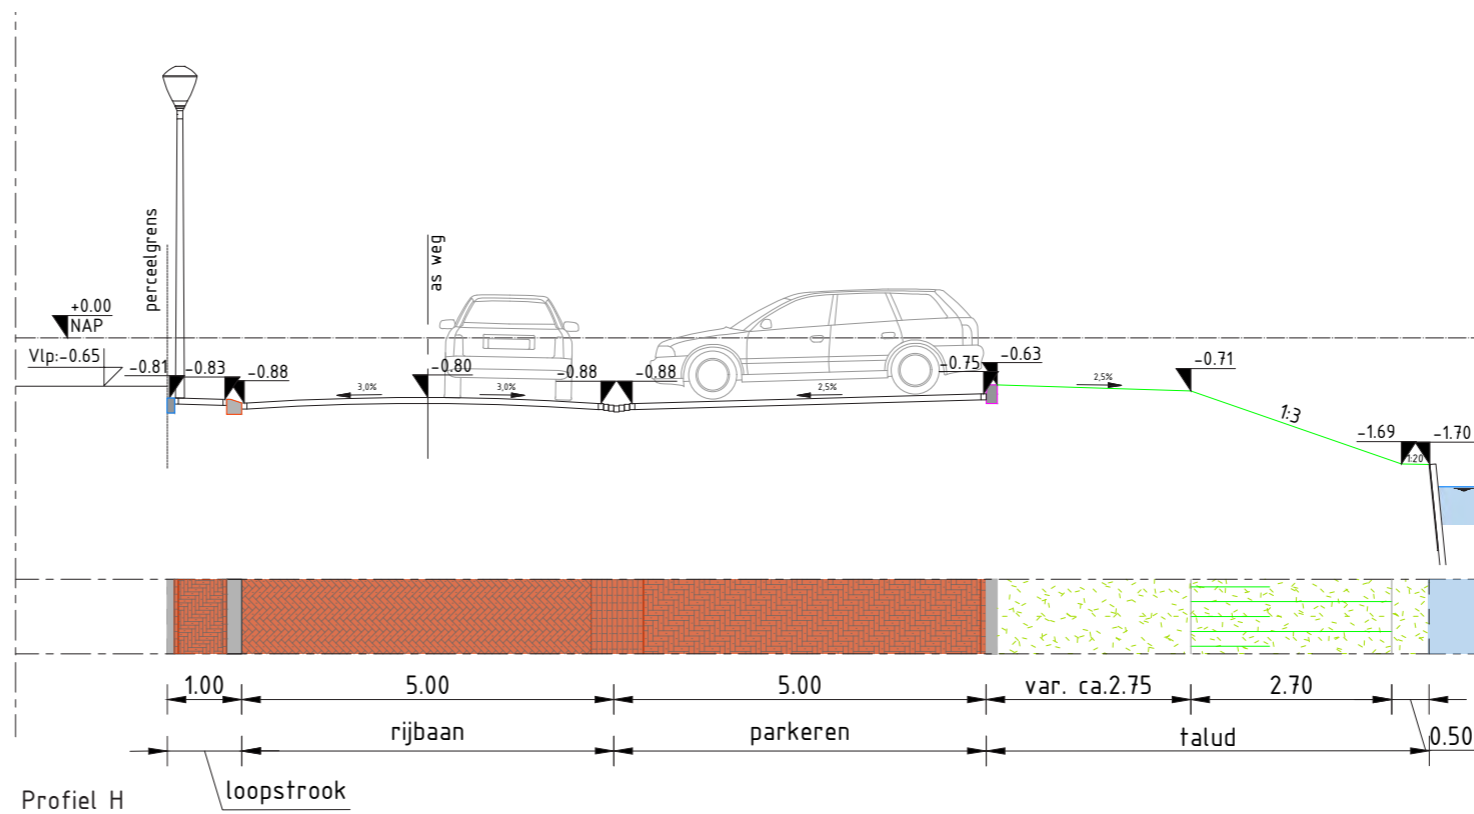 perceelgrens
as weg
+0.00
NAP
Vlp:-0.65
-0.81
-0.83
-0.88
3,0%
-0.80
3,0%
-0.88
-0.88
2,5%
-0.75
-0.63
2,5%
-0.71
1:3
-1.69
-1.70
1:20
1.00
5.00
5.00
var. ca.2.75
2.70
rijbaan
parkeren
talud
0.50
loopstrook
Profiel H